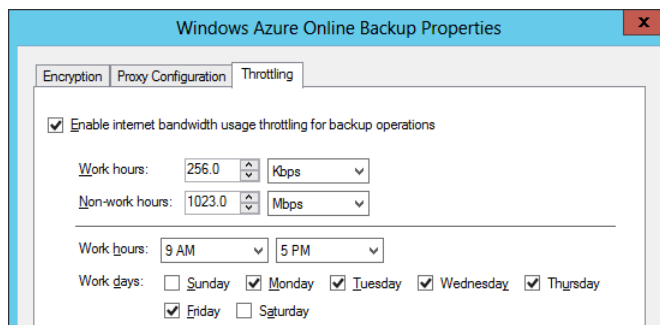 Windows Azure Online Backup Properties
x
Encryption Proxy Configuration Throttling
Enable internet bandwidth usage throttling for backup operations
Work hours: 256.0 Kbps
Non-work hours: 1023.0 Mbps
Work hours: 9 AM 5 PM
Work days: Sunday Monday Tuesday Wednesday Thursday
Friday Saturday